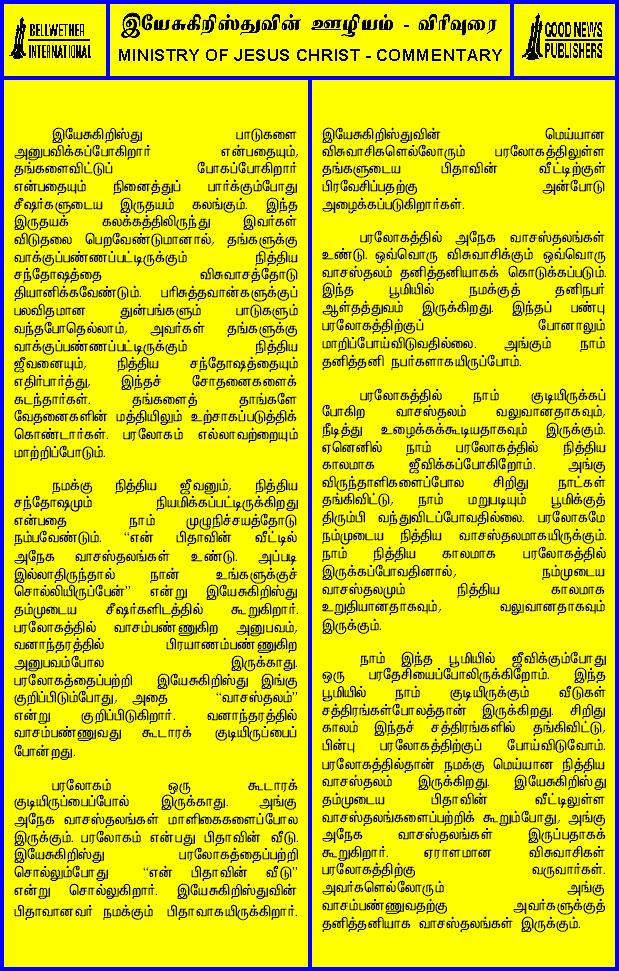 BELLWETHER
INTERNATIONAL
இயேசுகிறிஸ்துவின் ஊழியம் - விரிவுரை
MINISTRY OF JESUS CHRIST - COMMENTARY
GOOD NEWS
PUBLISHERS
இயேசுகிறிஸ்து பாடுகளை
அனுபவிக்கப்போகிறார் என்பதையும்,
தங்களைவிட்டுப் போகப்போகிறார்
என்பதையும் நினைத்துப் பார்க்கும்போது
சீஷர்களுடைய இருதயம் கலங்கும். இந்த
இருதயக் கலக்கத்திலிருந்து இவர்கள்
விடுதலை பெறவேண்டுமானால், தங்களுக்கு
வாக்குப்பண்ணப்பட்டிருக்கும் நித்திய
சந்தோஷத்தை விசுவாசத்தோடு
தியானிக்கவேண்டும். பரிசுத்தவான்களுக்குப்
பலவிதமான துன்பங்களும் பாடுகளும்
வந்தபோதெல்லாம், அவர்கள் தங்களுக்கு
வாக்குப்பண்ணப்பட்டிருக்கும் நித்திய
ஜீவனையும், நித்திய சந்தோஷத்தையும்
எதிர்பார்த்து, இந்தச் சோதனைகளைக்
கடந்தார்கள். தங்களைத் தாங்களே
வேதனைகளின் மத்தியிலும் உற்சாகப்படுத்திக்
கொண்டார்கள். பரலோகம் எல்லாவற்றையும்
மாற்றிப்போடும்.
நமக்கு நித்திய ஜீவனும், நித்திய
சந்தோஷமும் நியமிக்கப்பட்டிருக்கிறது
என்பதை நாம் முழுநிச்சயத்தோடு
நம்பவேண்டும். “என் பிதாவின் வீட்டில்
அநேக வாசஸ்தலங்கள் உண்டு. அப்படி
இல்லாதிருந்தால் நான் உங்களுக்குச்
சொல்லியிருப்பேன்” என்று இயேசுகிறிஸ்து
தம்முடைய சீஷர்களிடத்தில் கூறுகிறார்.
பரலோகத்தில் வாசம்பண்ணுகிற அனுபவம்,
வனாந்தரத்தில் பிரயாணம்பண்ணுகிற
அனுபவம்போல இருக்காது.
பரலோகத்தைப்பற்றி இயேசுகிறிஸ்து இங்கு
குறிப்பிடும்போது, அதை “வாசஸ்தலம்”
என்று குறிப்பிடுகிறார். வனாந்தரத்தில்
வாசம்பண்ணுவது கூடாரக் குடியிருப்பைப்
போன்றது.
பரலோகம் ஒரு கூடாரக்
குடியிருப்பைப்போல் இருக்காது. அங்கு
அநேக வாசஸ்தலங்கள் மாளிகைகளைப்போல
இருக்கும். பரலோகம் என்பது பிதாவின் வீடு.
இயேசுகிறிஸ்து பரலோகத்தைப்பற்றி
சொல்லும்போது “என் பிதாவின் வீடு”
என்று சொல்லுகிறார். இயேசுகிறிஸ்துவின்
பிதாவானவர் நமக்கும் பிதாவாகயிருக்கிறார்.
இயேசுகிறிஸ்துவின் மெய்யான
விசுவாசிகளெல்லோரும் பரலோகத்திலுள்ள
தங்களுடைய பிதாவின் வீட்டிற்குள்
பிரவேசிப்பதற்கு அன்போடு
அழைக்கப்படுகிறார்கள்.
பரலோகத்தில் அநேக வாசஸ்தலங்கள்
உண்டு. ஒவ்வொரு விசுவாசிக்கும் ஒவ்வொரு
வாசஸ்தலம் தனித்தனியாகக் கொடுக்கப்படும்.
இந்த பூமியில் நமக்குத் தனிநபர்
ஆள்தத்துவம் இருக்கிறது. இந்தப் பண்பு
பரலோகத்திற்குப் போனாலும்
மாறிப்போய்விடுவதில்லை. அங்கும் நாம்
தனித்தனி நபர்களாகயிருப்போம்.
பரலோகத்தில் நாம் குடியிருக்கப்
போகிற வாசஸ்தலம் வலுவானதாகவும்,
நீடித்து உழைக்கக்கூடியதாகவும் இருக்கும்.
ஏனெனில் நாம் பரலோகத்தில் நித்திய
காலமாக ஜீவிக்கப்போகிறோம். அங்கு
விருந்தாளிகளைப்போல சிறிது நாட்கள்
தங்கிவிட்டு, நாம் மறுபடியும் பூமிக்குத்
திரும்பி வந்துவிடப்போவதில்லை. பரலோகமே
நம்முடைய நித்திய வாசஸ்தலமாகயிருக்கும்.
நாம் நித்திய காலமாக பரலோகத்தில்
இருக்கப்போவதினால், நம்முடைய
வாசஸ்தலமும் நித்திய காலமாக
உறுதியானதாகவும், வலுவானதாகவும்
இருக்கும்.
நாம் இந்த பூமியில் ஜீவிக்கும்போது
ஒரு பரதேசியைப்போலிருக்கிறோம். இந்த
பூமியில் நாம் குடியிருக்கும் வீடுகள்
சத்திரங்கள்போலத்தான் இருக்கிறது. சிறிது
காலம் இந்தச் சத்திரங்களில் தங்கிவிட்டு,
பின்பு பரலோகத்திற்குப் போய்விடுவோம்.
பரலோகத்தில்தான் நமக்கு மெய்யான நித்திய
வாசஸ்தலம் இருக்கிறது. இயேசுகிறிஸ்து
தம்முடைய பிதாவின் வீட்டிலுள்ள
வாசஸ்தலங்களைப்பற்றிக் கூறும்போது, அங்கு
அநேக வாசஸ்தலங்கள் இருப்பதாகக்
கூறுகிறார். ஏராளமான விசுவாசிகள்
பரலோகத்திற்கு வருவார்கள்.
அவர்களெல்லோரும் அங்கு
வாசம்பண்ணுவதற்கு அவர்களுக்குத்
தனித்தனியாக வாசஸ்தலங்கள் இருக்கும்.